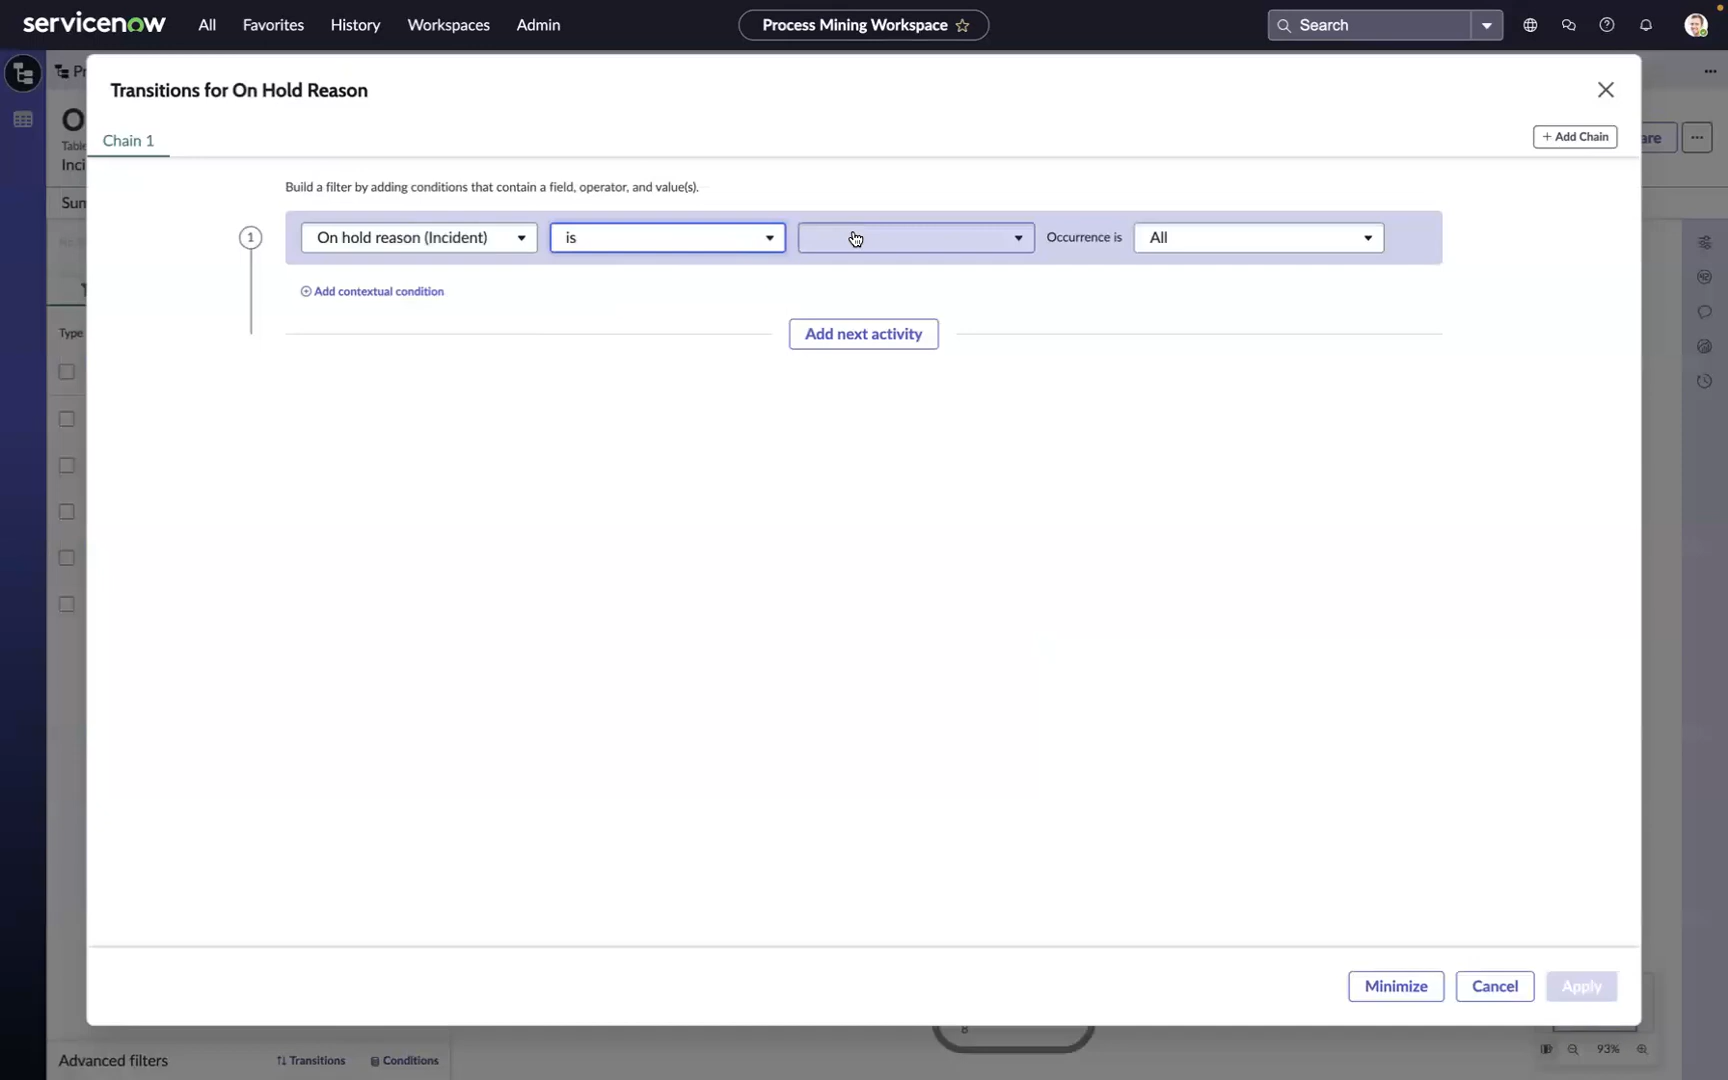 servicenow All Favorites History Workspaces Admin Process Mining Workspace Search
Transitions for On Hold Reason
Chain 1
+ Add Chain
Build a filter by adding conditions that contain a field, operator, and value(s).
1 On hold reason (Incident) is Occurrence is All
Add contextual condition
Add next activity
Type
Minimize Cancel Apply
8
Advanced filters Transitions Conditions
93%